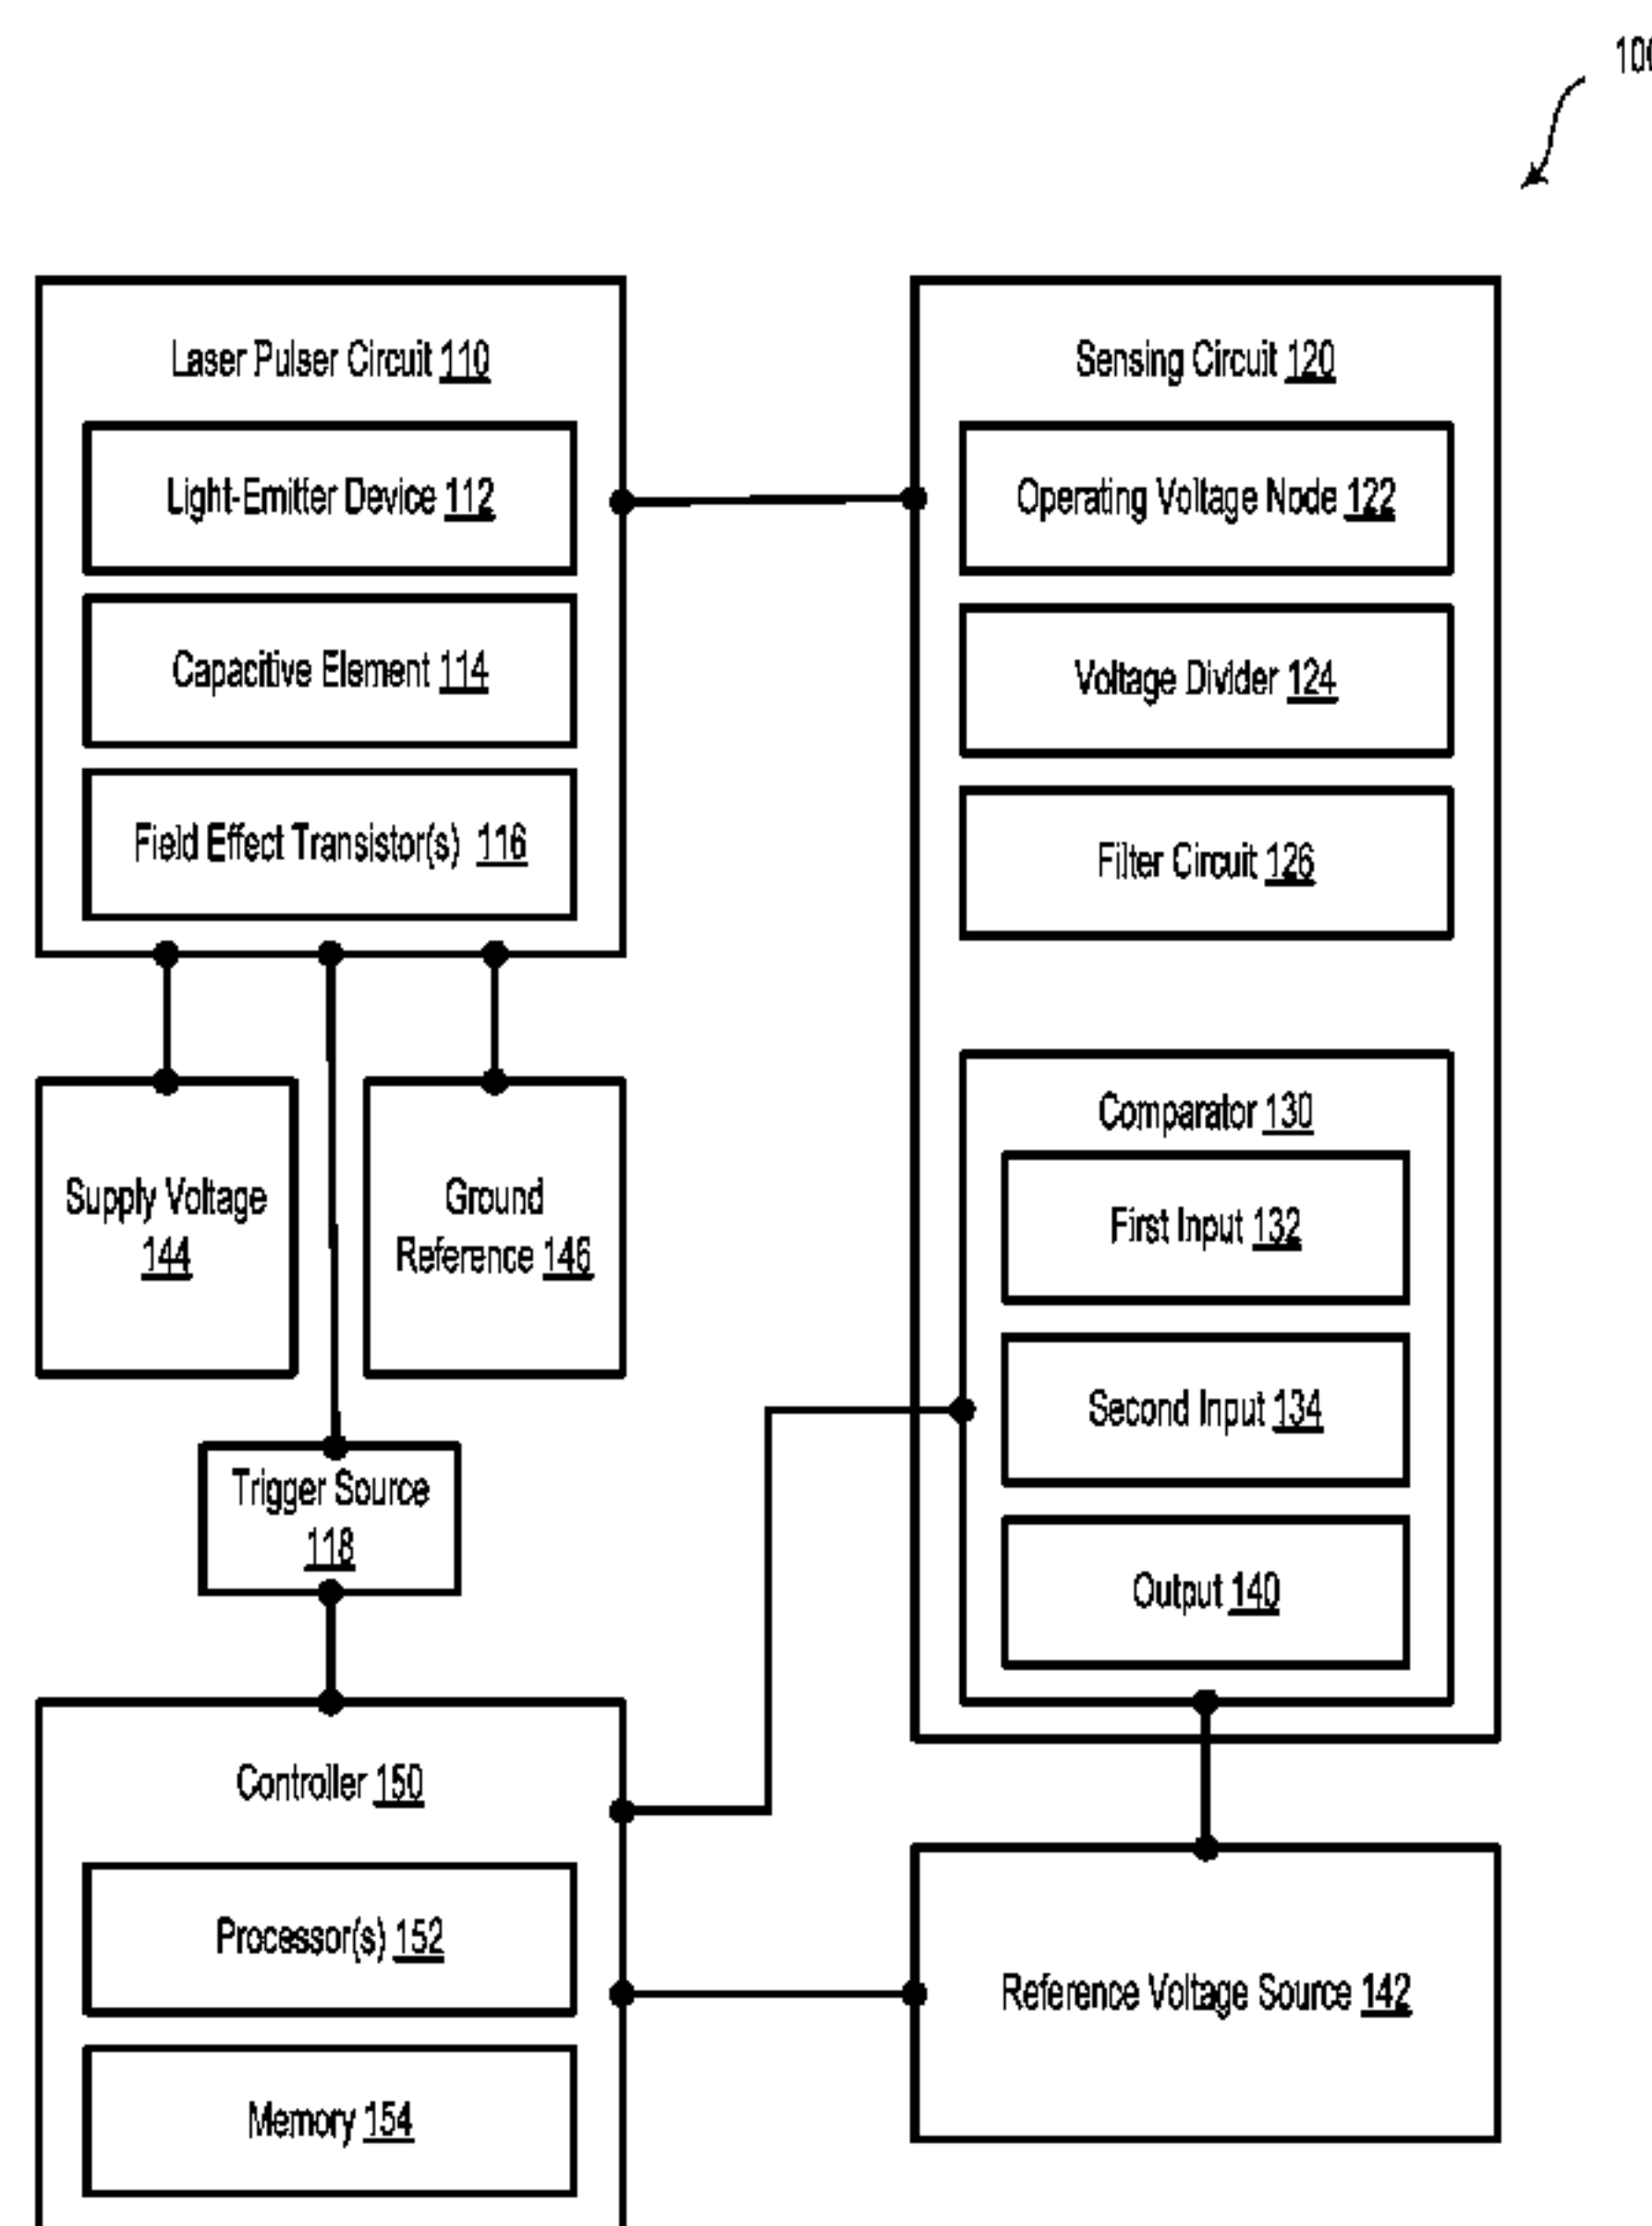 Laser Pulser Circuit 110
Light-Emitter Device 112
Capacitive Element 114
Field Effect Transistor(s) 116
Supply Voltage
144
Ground
Reference 146
Trigger Source
118
Controller 150
Processor(s) 152
Memory 154
Sensing Circuit 120
Operating Voltage Node 122
Voltage Divider 124
Filter Circuit 126
Comparator 130
First Input 132
Second Input 134
Output 140
Reference Voltage Source 142